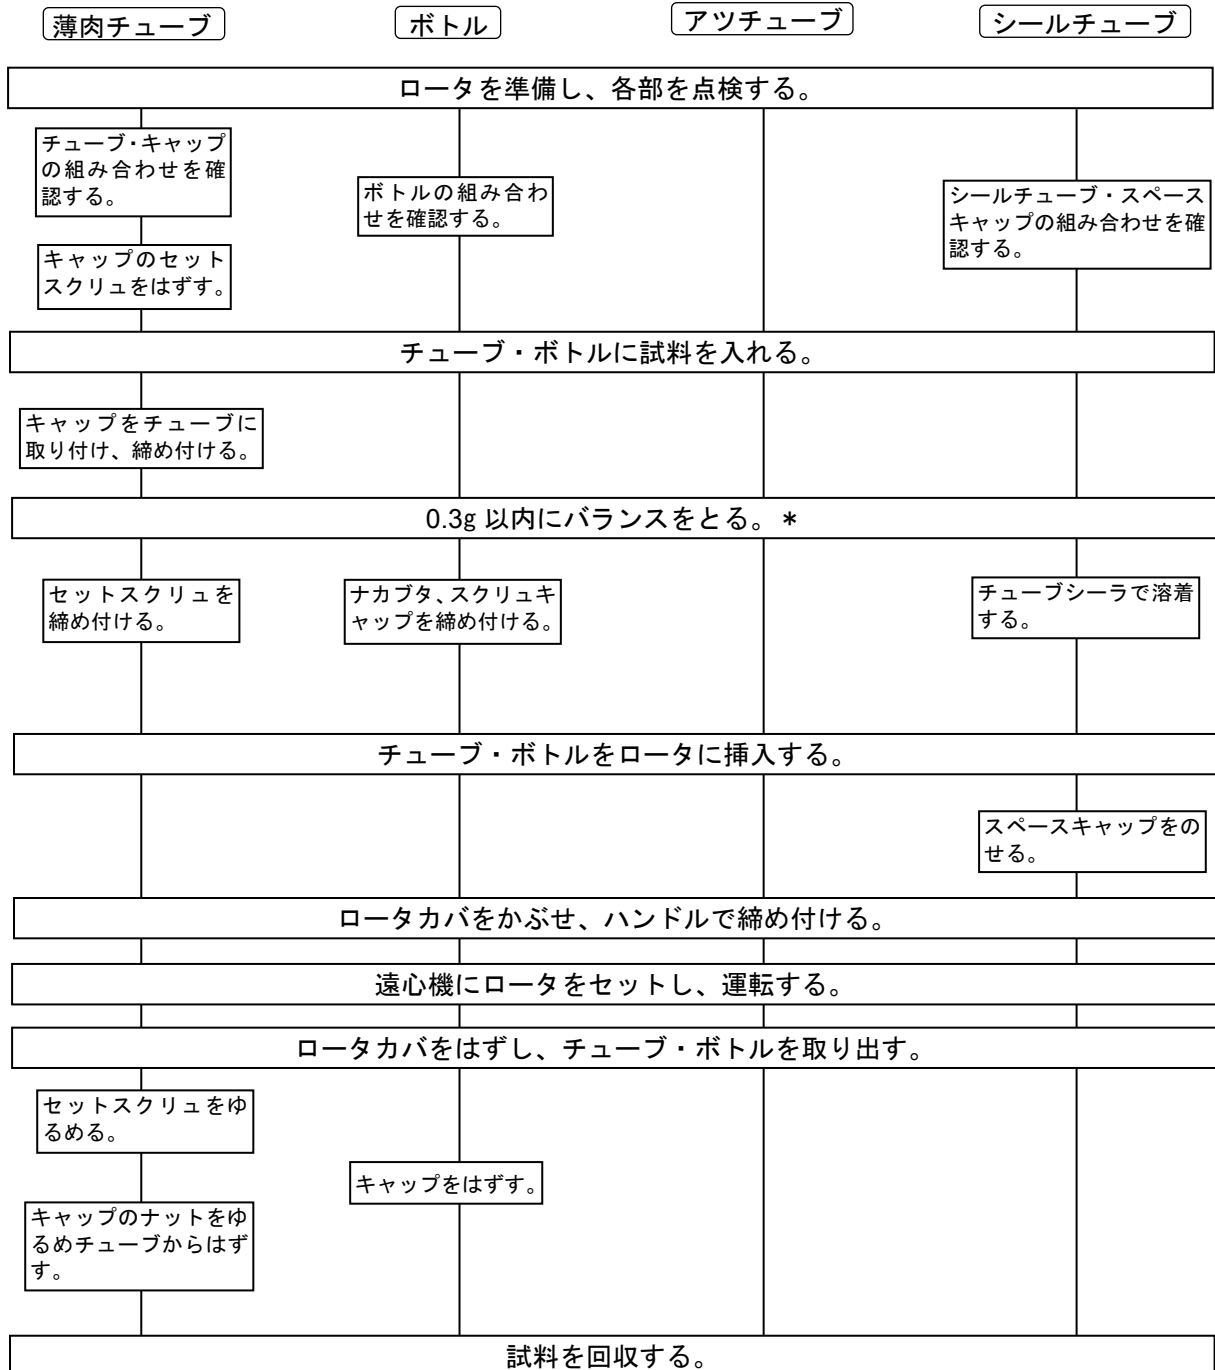 薄肉チューブ
ボトル
アツチューブ
シールチューブ
ロータを準備し、各部を点検する。
チューブ・キャップ
の組み合わせを確
認する。
ボトルの組み合わ
せを確認する。
シールチューブ・スペース
キャップの組み合わせを確
認する。
キャップのセット
スクリュをはずす。
チューブ・ボトルに試料を入れる。
キャップをチューブに
取り付け、締め付ける。
0.3g 以内にバランスをとる。＊
セットスクリュを
締め付ける。
ナカブタ、スクリュキ
ャップを締め付ける。
チューブシーラで溶着
する。
チューブ・ボトルをロータに挿入する。
スペースキャップをの
せる。
ロータカバをかぶせ、ハンドルで締め付ける。
遠心機にロータをセットし、運転する。
ロータカバをはずし、チューブ・ボトルを取り出す。
セットスクリュをゆ
るめる。
キャップをはずす。
キャップのナットをゆ
るめチューブからはず
す。
試料を回収する。